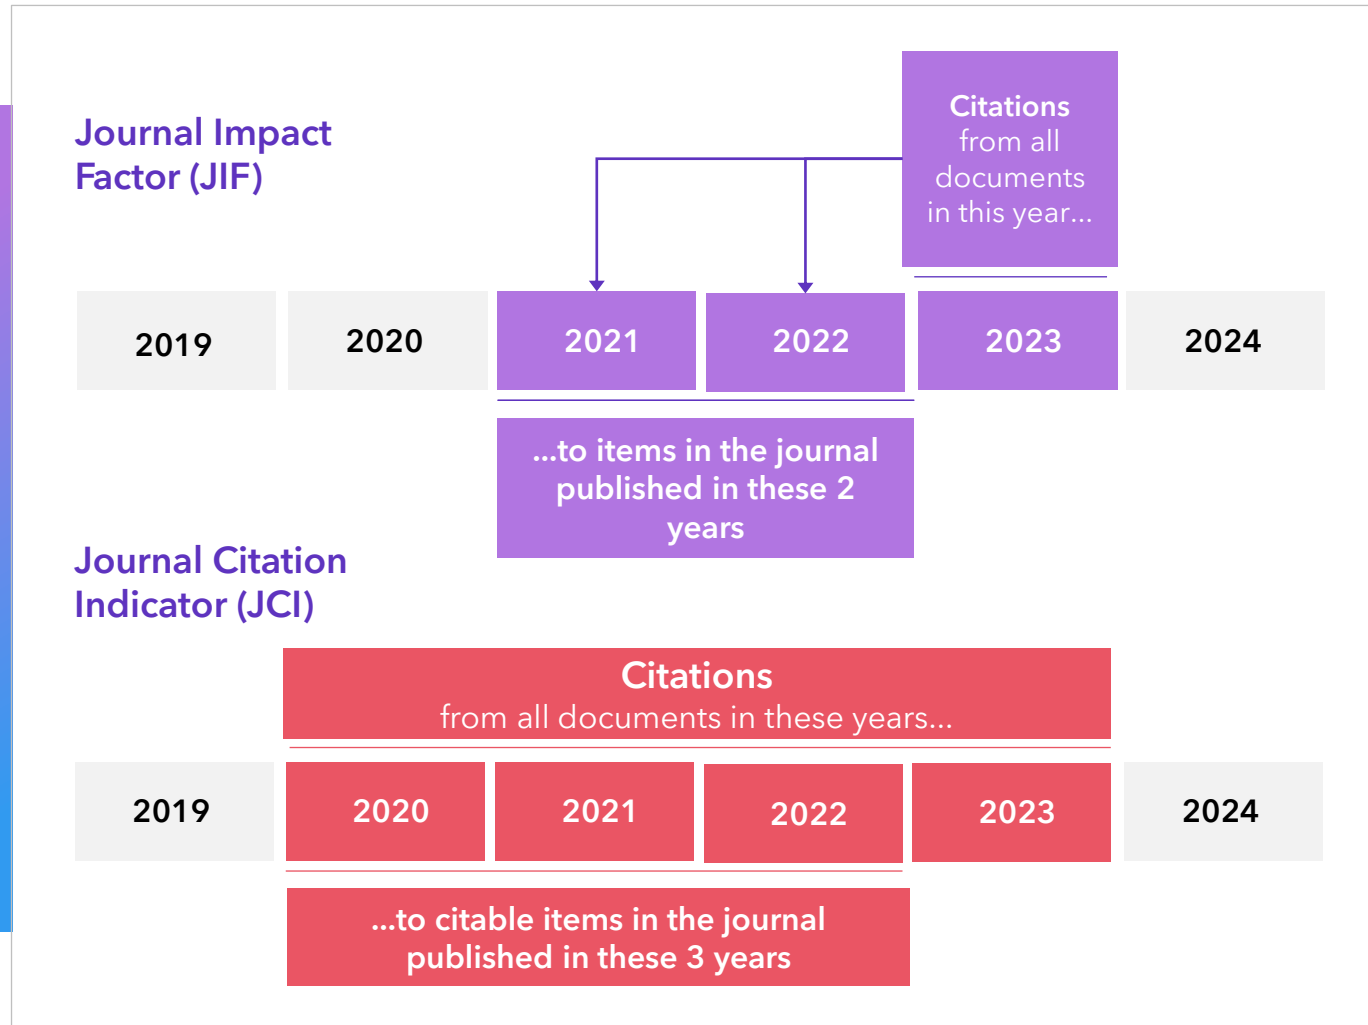 Journal Impact
Factor (JIF)
Citations
from all
documents
in this year...
2019
2020
2021
2022
2023
2024
...to items in the journal
published in these 2
years
Journal Citation
Indicator (JCI)
Citations
from all documents in these years...
2019
2020
2021
2022
2023
2024
...to citable items in the journal
published in these 3 years